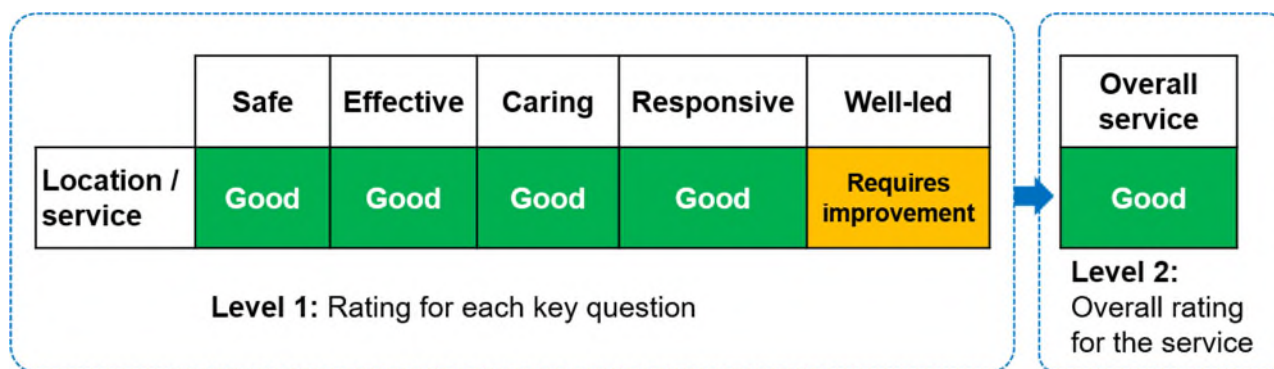 Safe Effective Caring Responsive Well-led
Overall
service
Location /
service
Good Good Good Good
Requires
improvement
Good
Level 1: Rating for each key question
Level 2:
Overall rating
for the service